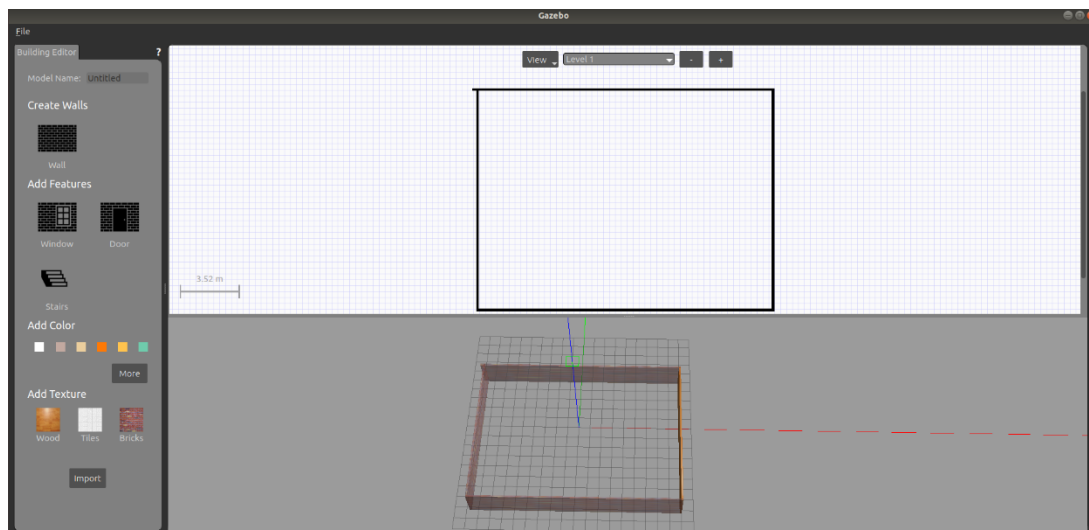 Gazebo
File
Building Editor
?
Model Name: Untitled
Create Walls
Wall
Add Features
Window Door
Stairs
Add Color
More
Add Texture
Wood Tiles Bricks
Import
View Level 1 - +
3.52 m